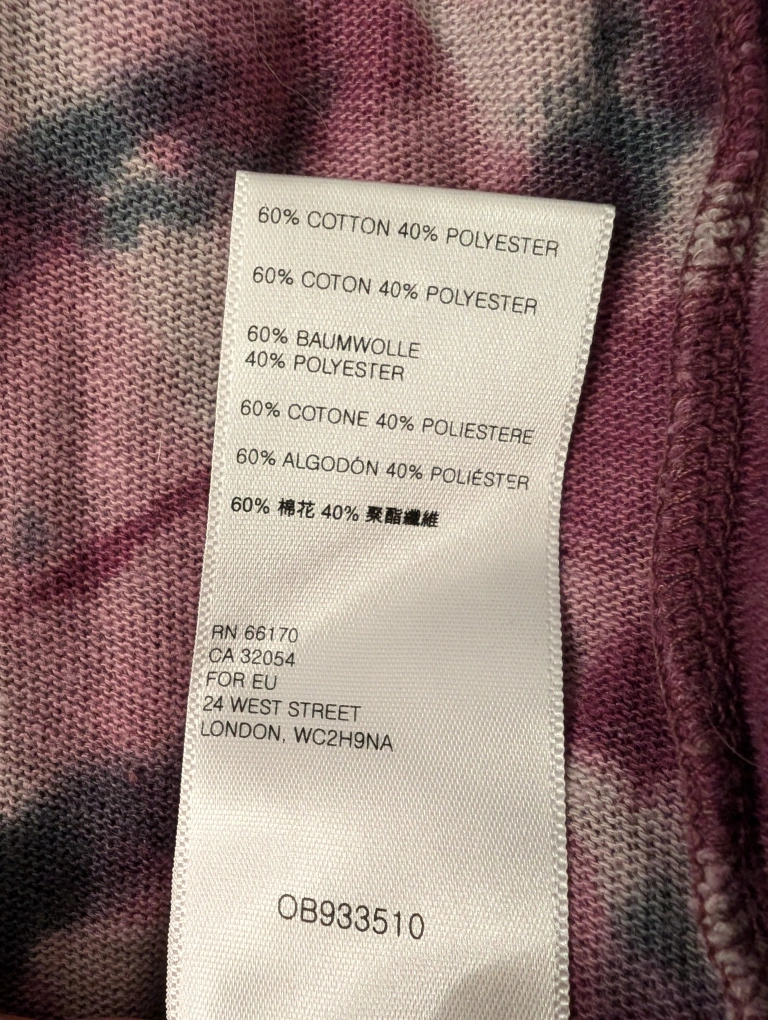 60% COTTON 40% POLYESTER
60% COTON 40% POLYESTER
60% BAUMWOLLE
40% POLYESTER
60% COTONE 40% POLIESTERE
60% ALGODÓN 40% POLIÉSTER
60% 棉花 40% 聚酯纖維
RN 66170
CA 32054
FOR EU
24 WEST STREET
LONDON, WC2H9NA
OB933510